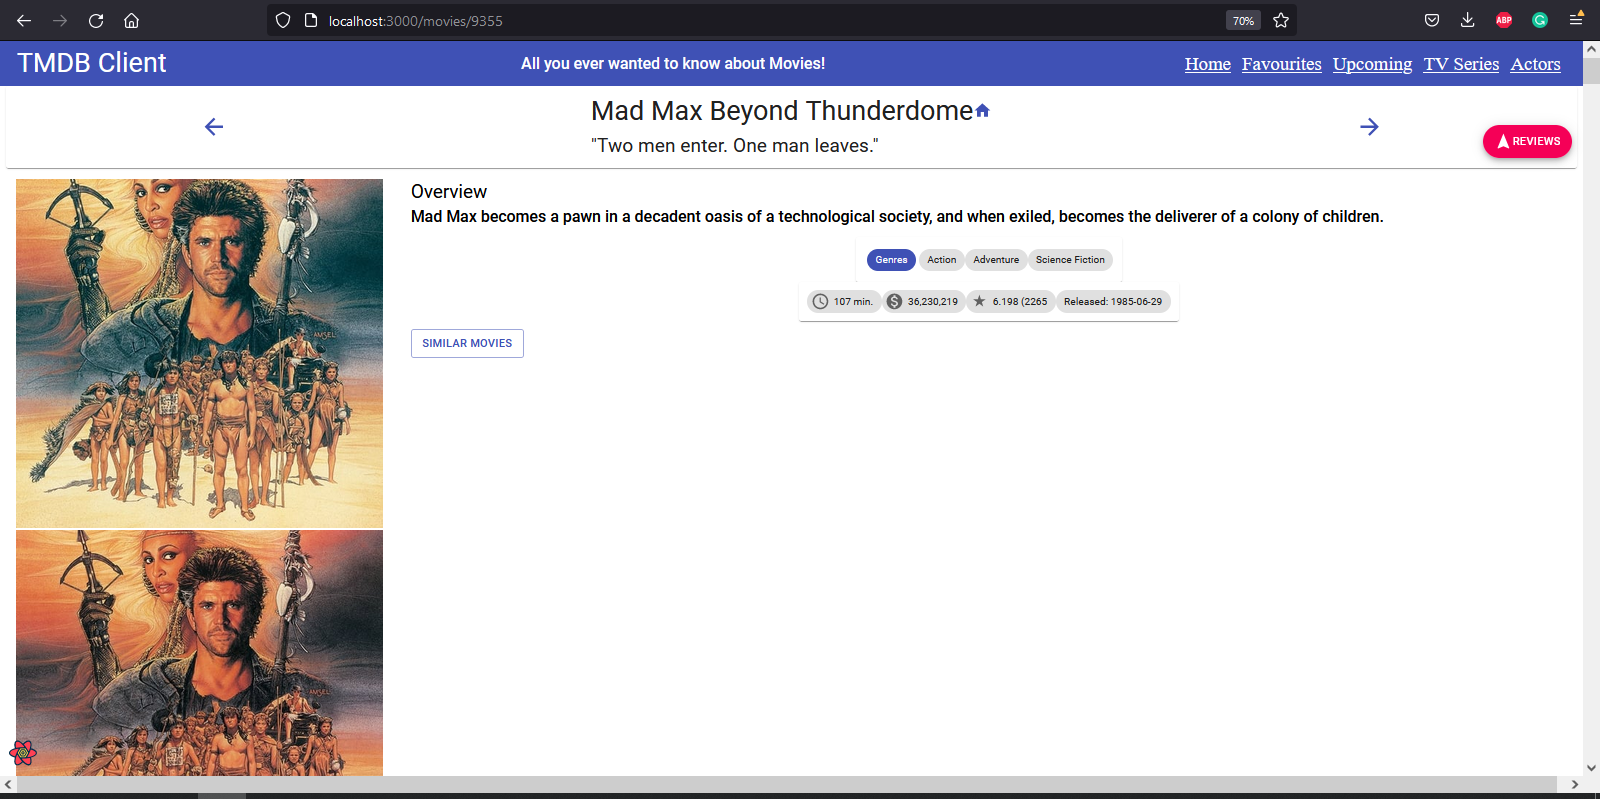 localhost:3000/movies/9355
70%
ABP
G
TMDB Client
All you ever wanted to know about Movies!
Home Favourites Upcoming TV Series Actors
Mad Max Beyond Thunderdome
"Two men enter. One man leaves."
REVIEWS
Overview
Mad Max becomes a pawn in a decadent oasis of a technological society, and when exiled, becomes the deliverer of a colony of children.
Genres Action Adventure Science Fiction
107 min. 36,230,219 6.198 (2265 Released: 1985-06-29
SIMILAR MOVIES
AMSEL
AMSEL